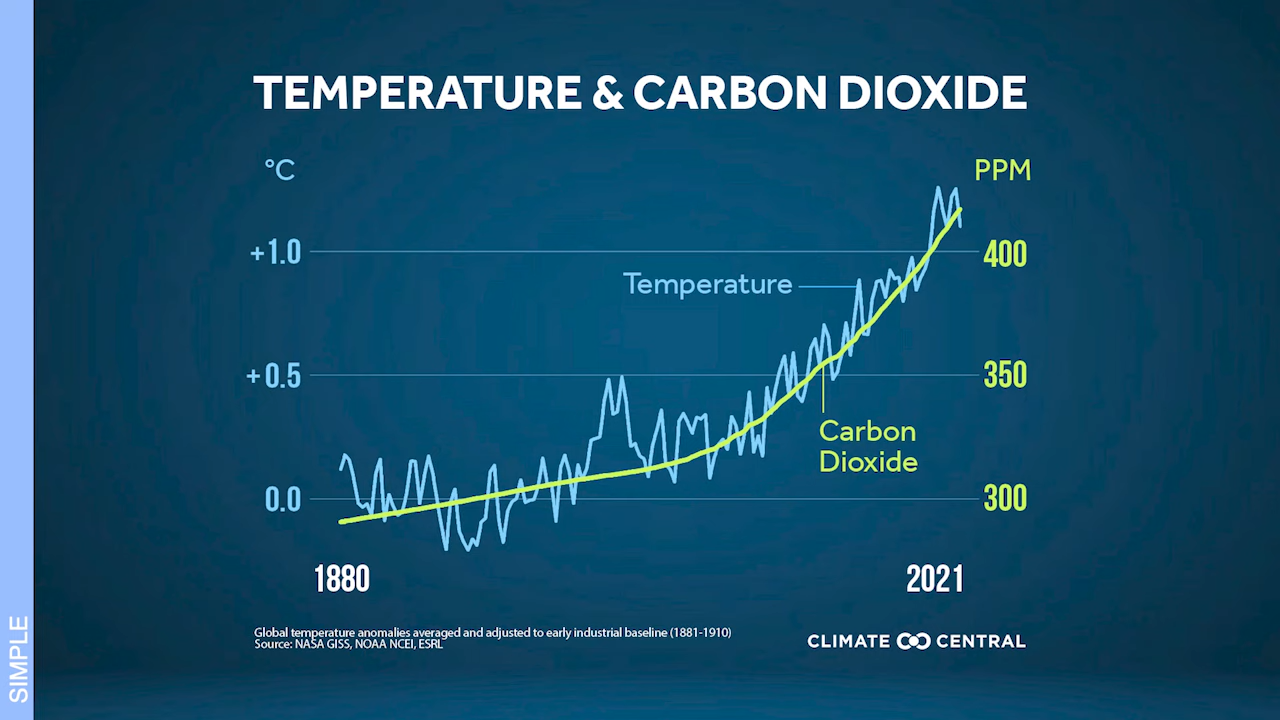 TEMPERATURE & CARBON DIOXIDE
°C
PPM
+1.0
400
Temperature
+0.5
350
Carbon
Dioxide
0.0
300
1880
2021
Global temperature anomalies averaged and adjusted to early industrial baseline (1881-1910)
Source: NASA GISS, NOAA NCEI, ESRL
CLIMATE CENTRAL
SIMPLE